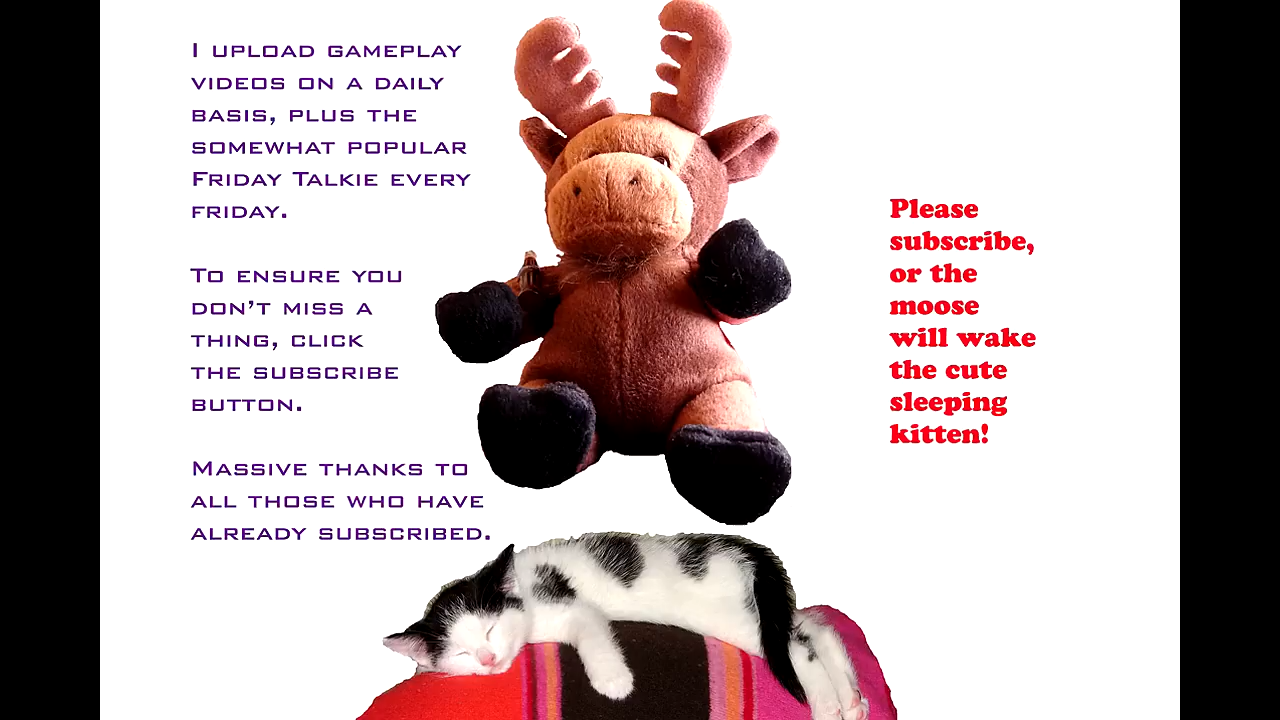 I upload gameplay
videos on a daily
basis, plus the
somewhat popular
Friday Talkie every
friday.
To ensure you
don't miss a
thing, click
the subscribe
button.
Massive thanks to
all those who have
already subscribed.
Please
subscribe,
or the
moose
will wake
the cute
sleeping
kitten!